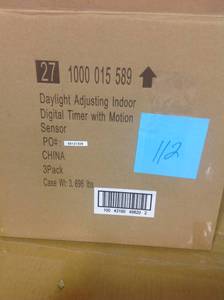 27 1000 015 589
Daylight Adjusting Indoor
Digital Timer with Motion
Sensor
PO#
CHINA
3Pack
Case Wt: 3.696 lbs
112